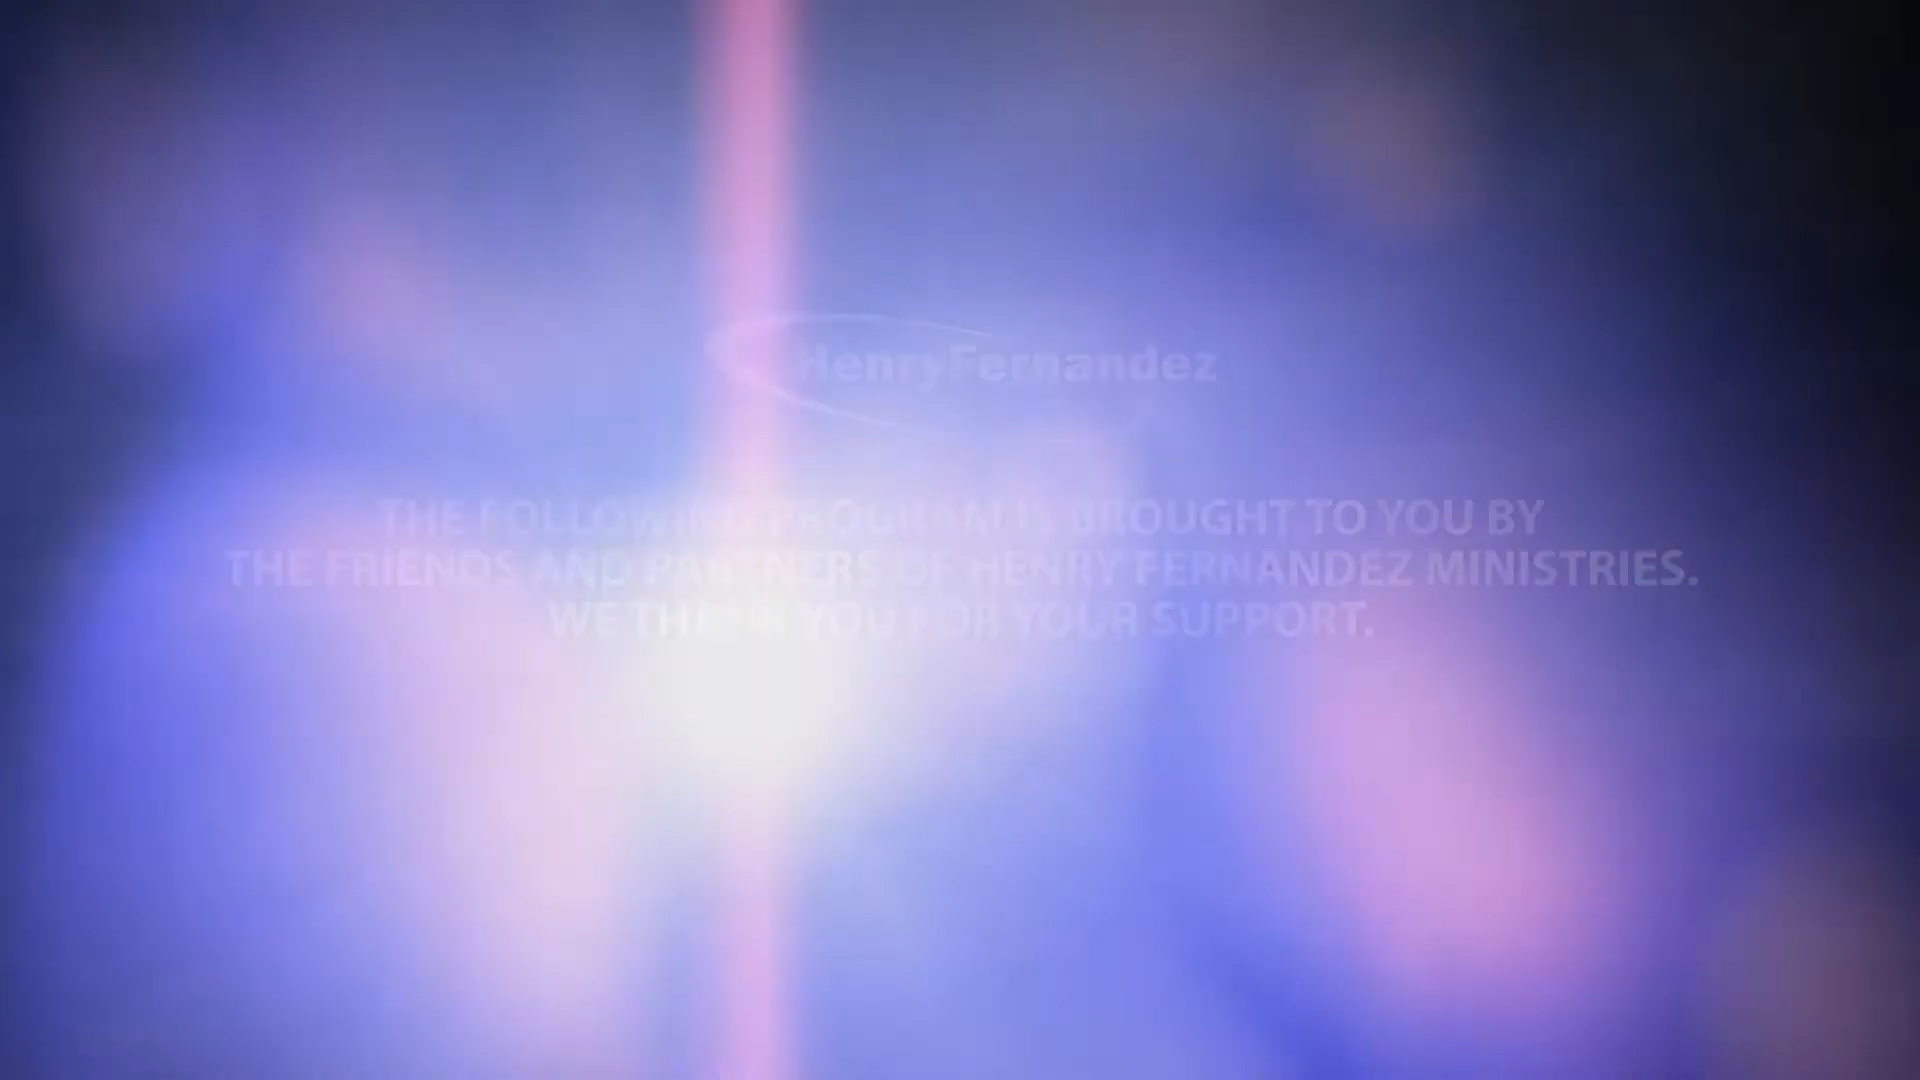 HenryFernandez
THE FOLLOWING PROGRAM IS BROUGHT TO YOU BY
THE FRIENDS AND PARTNERS OF HENRY FERNANDEZ MINISTRIES.
WE THANK YOU FOR YOUR SUPPORT.